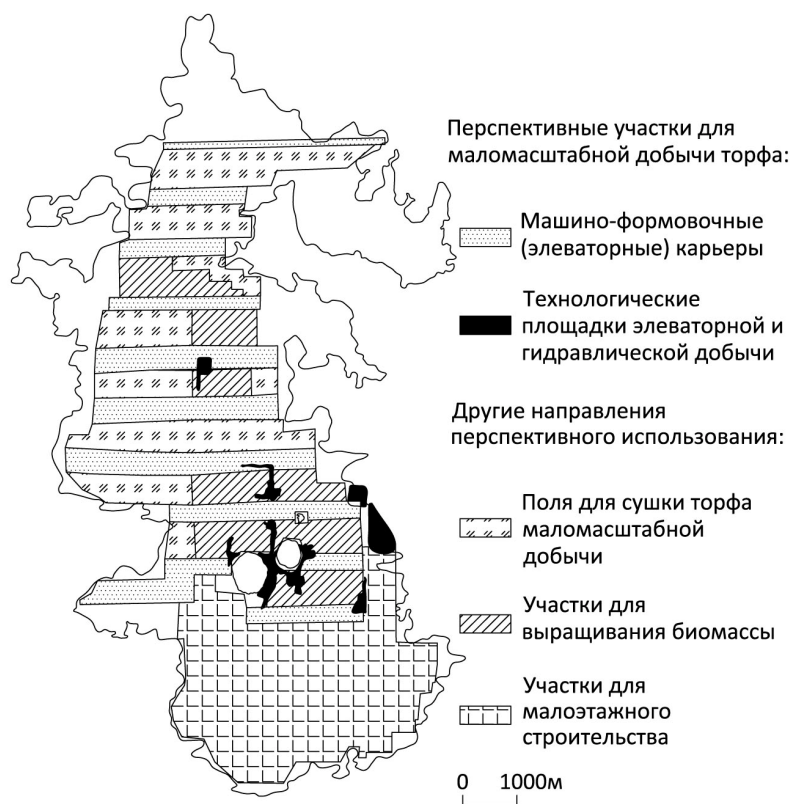 Перспективные участки для
маломасштабной добычи торфа:
Машино-формовочные
(элеваторные) карьеры
Технологические
площадки элеваторной и
гидравлической добычи
Другие направления
перспективного использования:
Поля для сушки торфа
маломасштабной
добычи
Участки для
выращивания биомассы
Участки для
малоэтажного
строительства
0 1000м